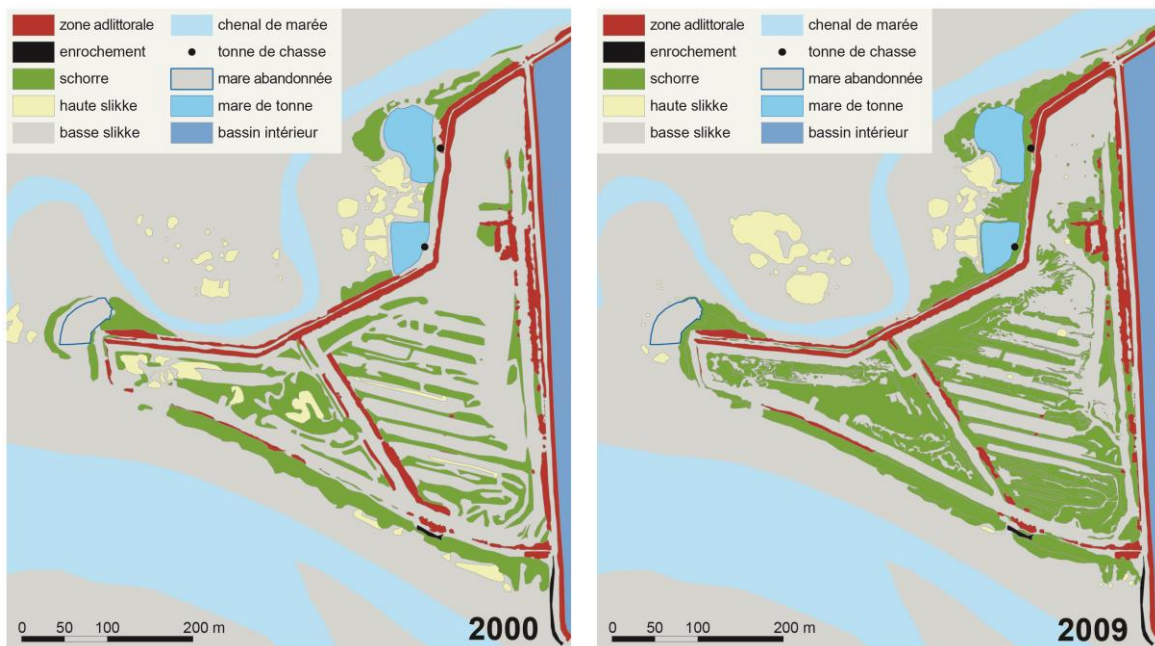 zone adlittorale
enrochement
schorre
haute slikke
basse slikke
chenal de marée
tonne de chasse
mare abandonnée
mare de tonne
bassin intérieur
0 50 100 200 m
2000
zone adlittorale
enrochement
schorre
haute slikke
basse slikke
chenal de marée
tonne de chasse
mare abandonnée
mare de tonne
bassin intérieur
0 50 100 200 m
2009